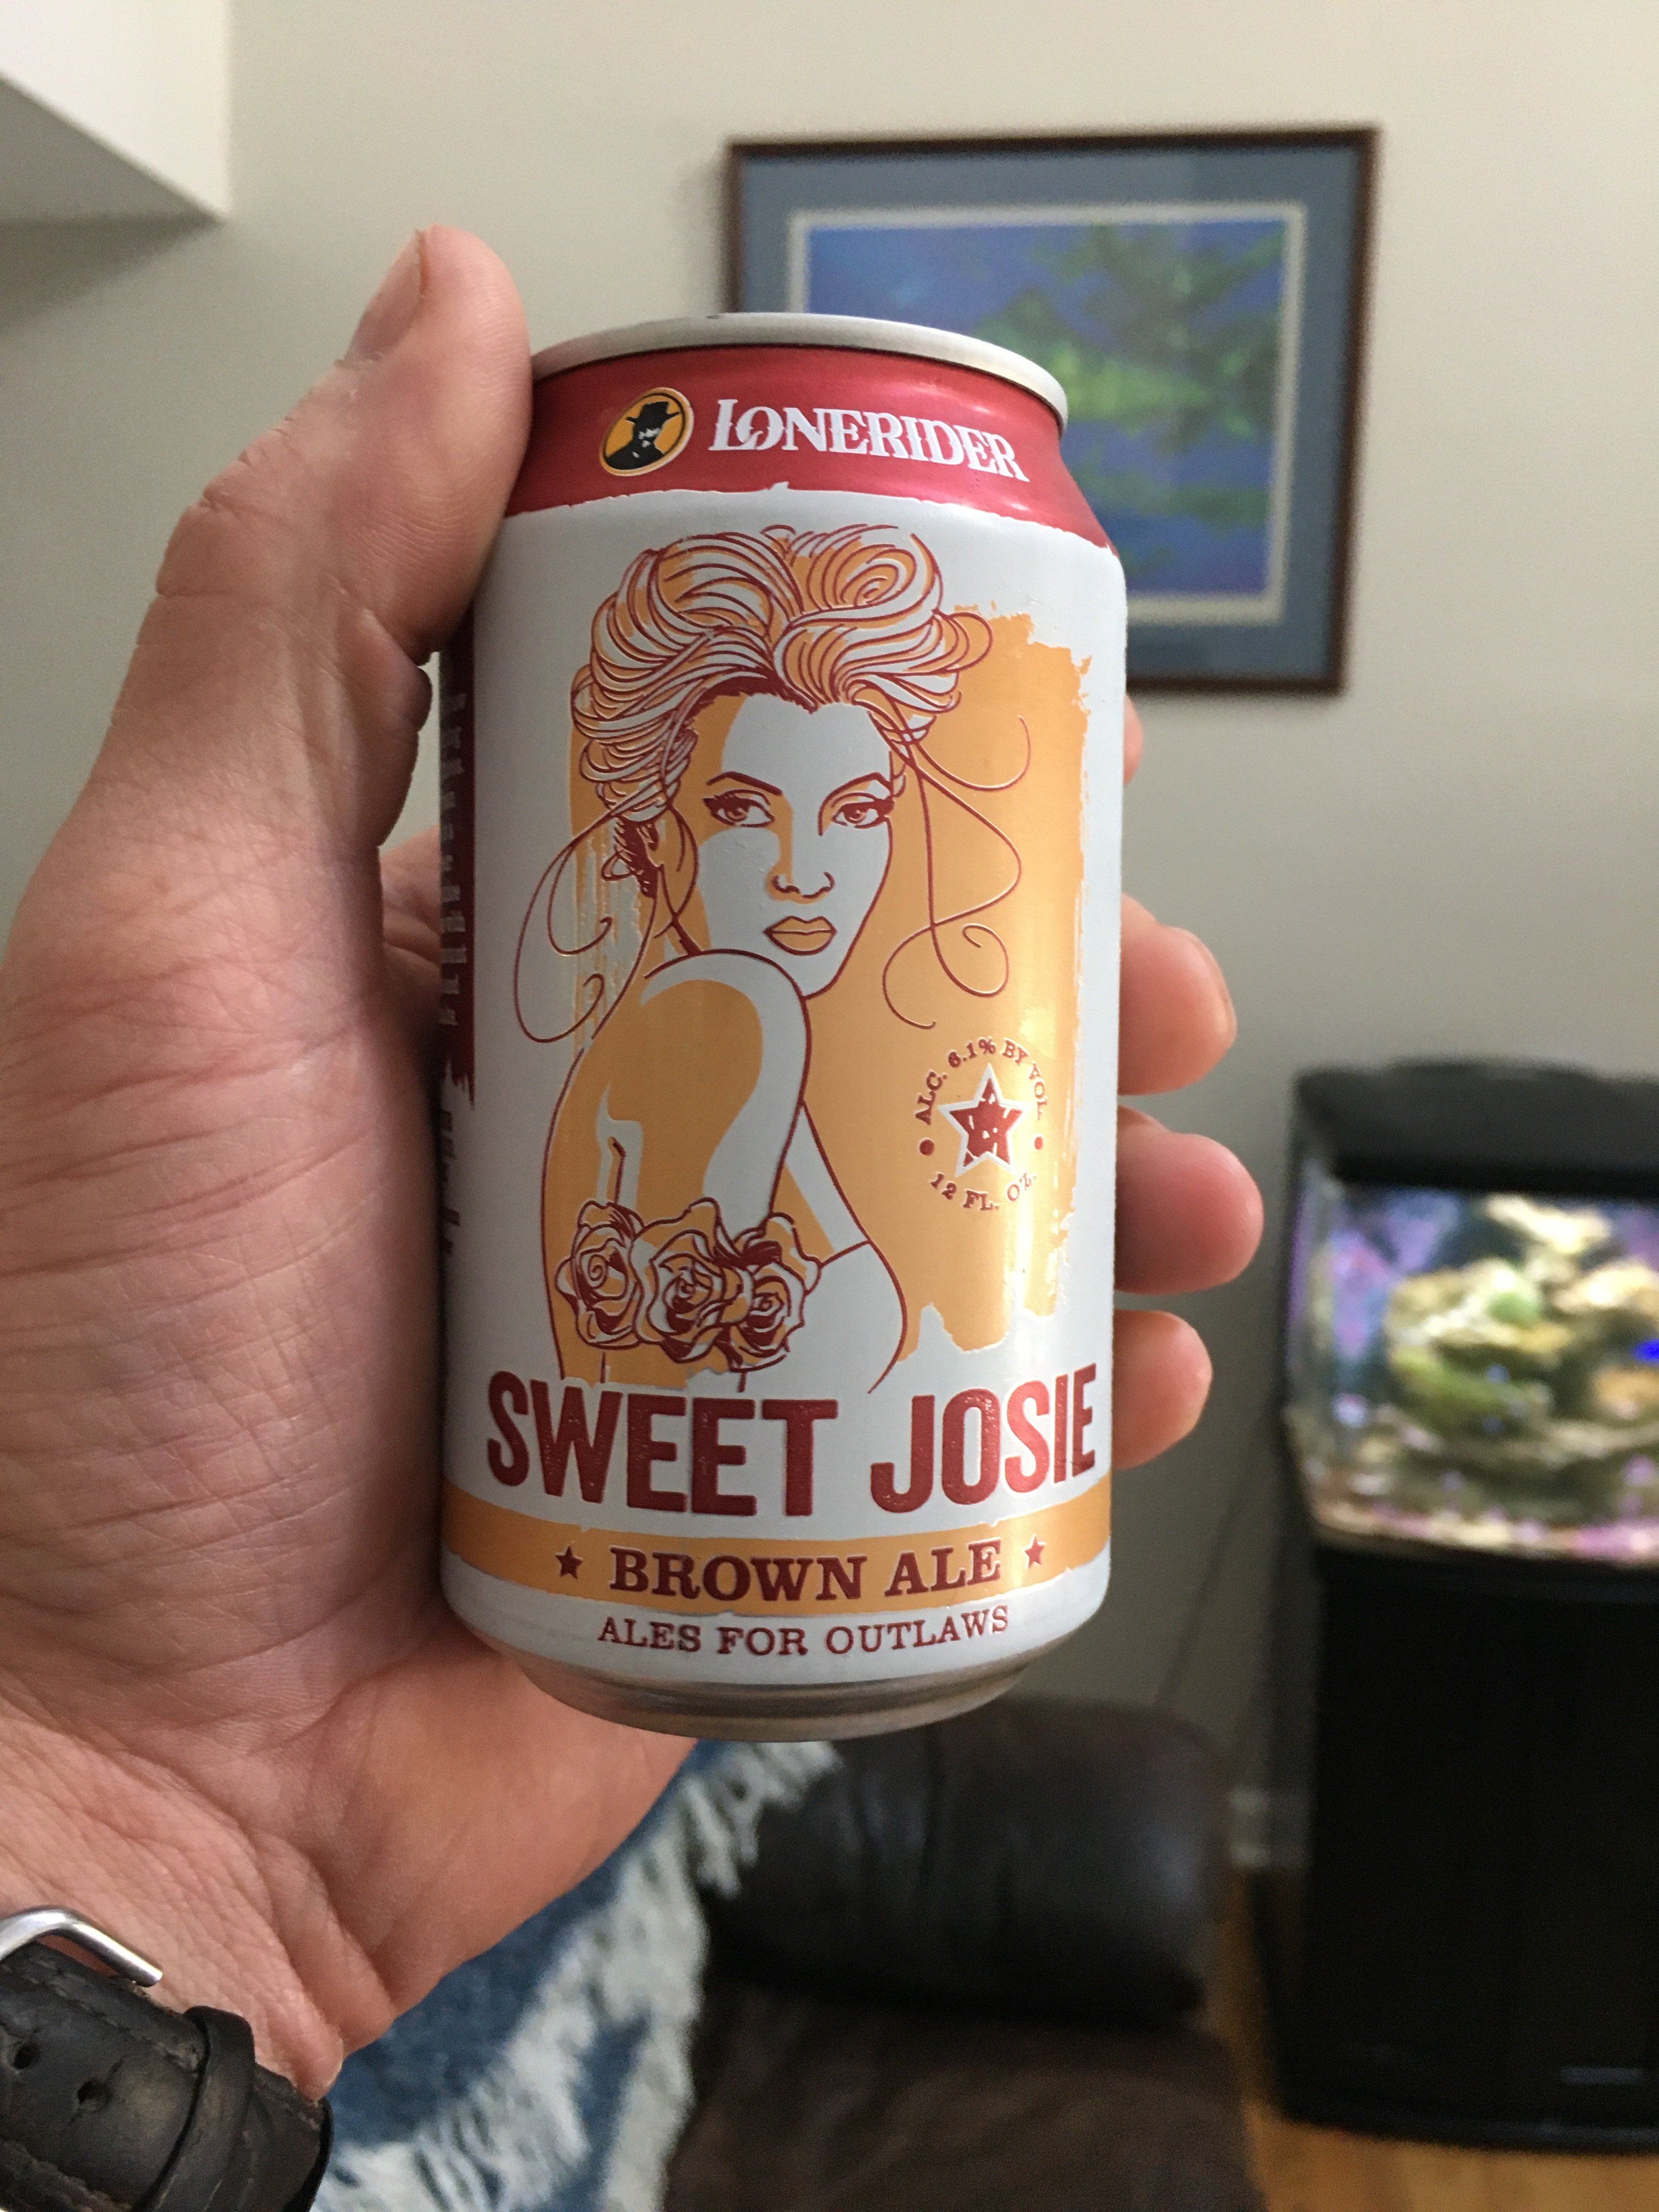 LONERIDER
ALC. 6.1% BY VOL.
12 FL. OZ.
SWEET JOSIE
BROWN ALE
ALES FOR OUTLAWS